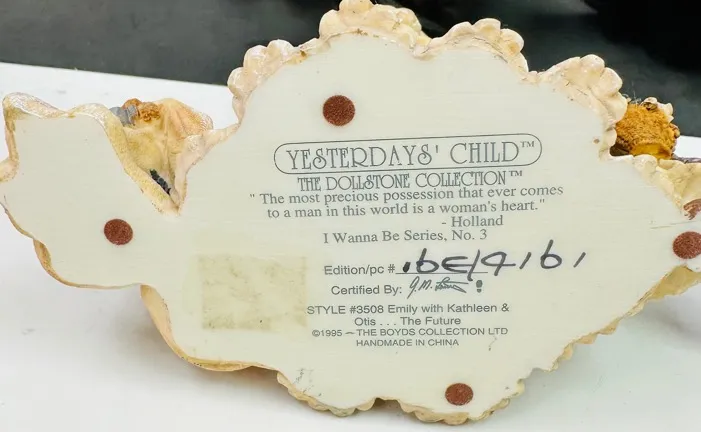 YESTERDAYS' CHILD™
THE DOLLSTONE COLLECTION™
" The most precious possession that ever comes
to a man in this world is a woman's heart."
- Holland
I Wanna Be Series, No. 3
Edition/pc # 16E/4161
Certified By:
STYLE #3508 Emily with Kathleen &
Otis . . . The Future
©1995 ~ THE BOYDS COLLECTION LTD
HANDMADE IN CHINA